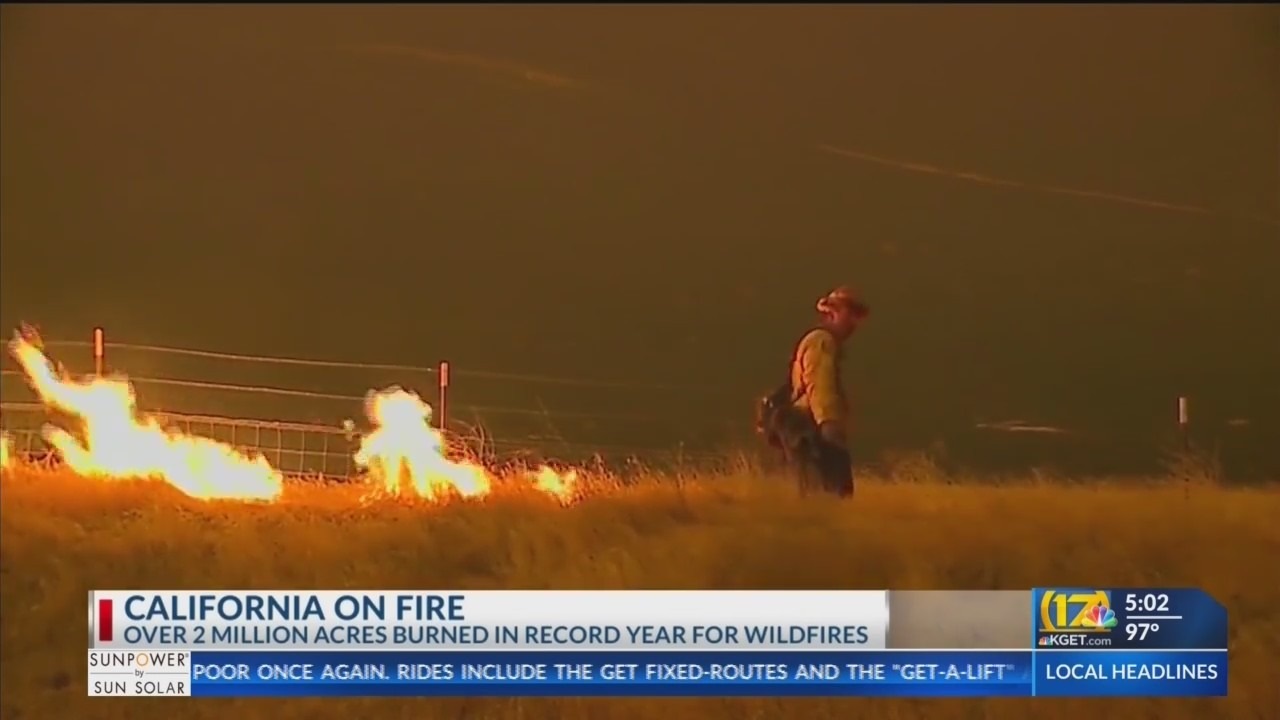 CALIFORNIA ON FIRE
OVER 2 MILLION ACRES BURNED IN RECORD YEAR FOR WILDFIRES
17
KGET.com
5:02
97°
SUNPOWER®
by
SUN SOLAR
POOR ONCE AGAIN. RIDES INCLUDE THE GET FIXED-ROUTES AND THE "GET-A-LIFT"
LOCAL HEADLINES